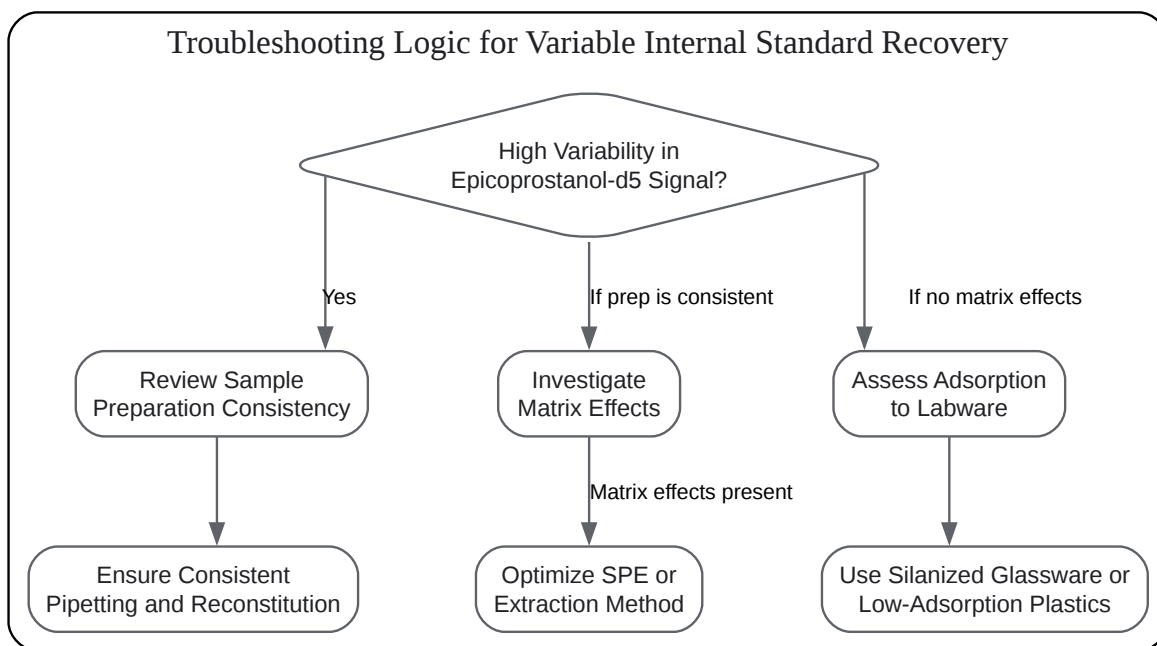 Troubleshooting Logic for Variable Internal Standard Recovery
High Variability in
Epicoprostanol-d5 Signal?
Yes
If prep is consistent
If no matrix effects
Review Sample
Preparation Consistency
Investigate
Matrix Effects
Assess Adsorption
to Labware
Matrix effects present
Ensure Consistent
Pipetting and Reconstitution
Optimize SPE or
Extraction Method
Use Silanized Glassware or
Low-Adsorption Plastics